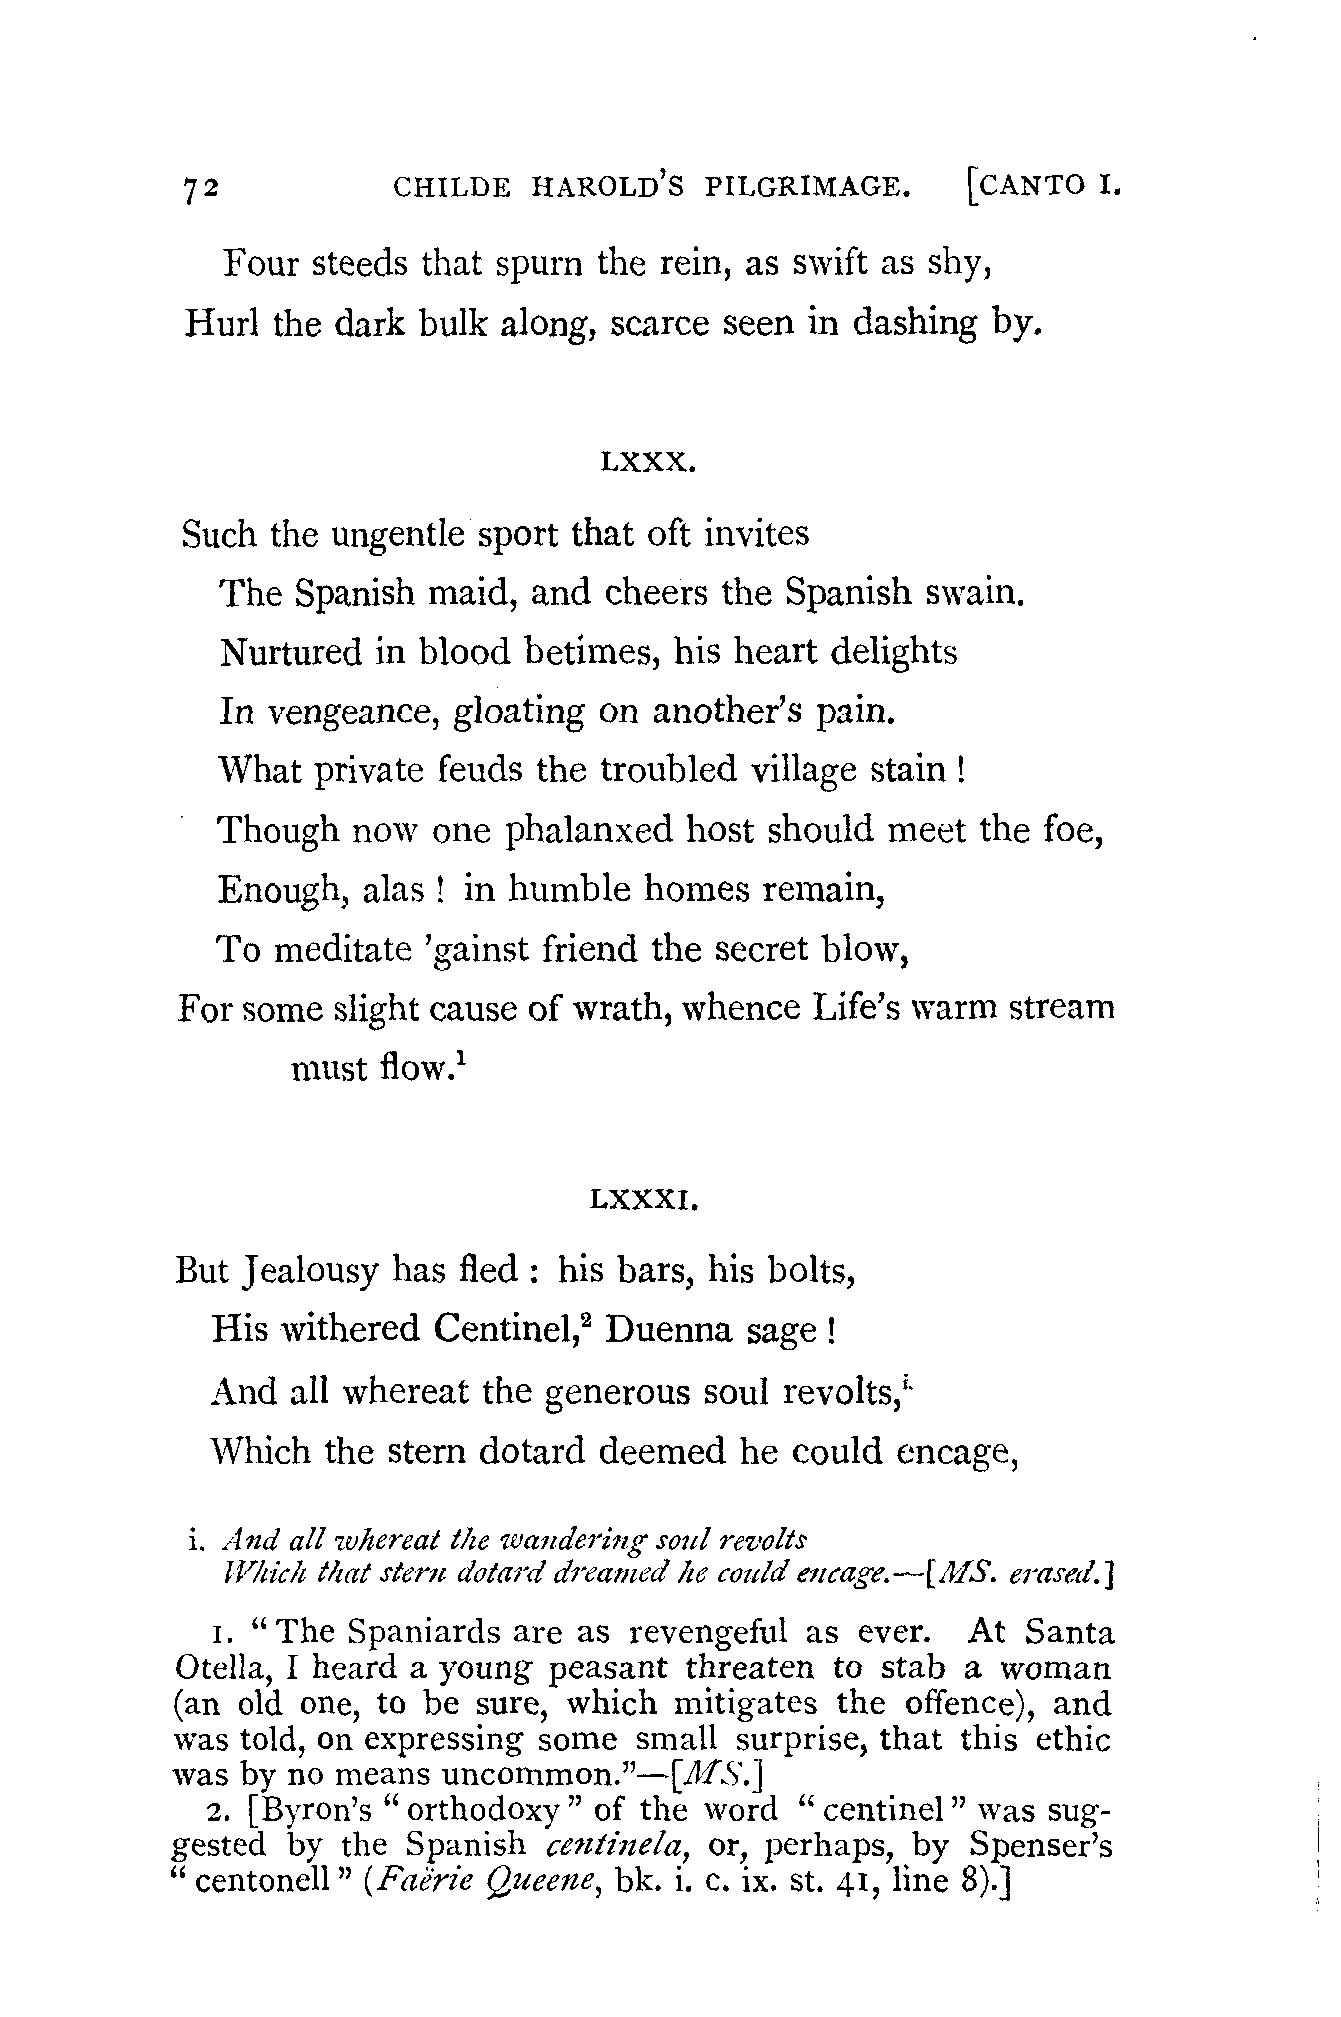 72 CHILDE HAROLD'S PILGRIMAGE. [CANTO I.
Four steeds that spurn the rein, as swift as shy,
Hurl the dark bulk along, scarce seen in dashing by.
LXXX.
Such the ungentle sport that oft invites
The Spanish maid, and cheers the Spanish swain.
Nurtured in blood betimes, his heart delights
In vengeance, gloating on another's pain.
What private feuds the troubled village stain !
Though now one phalanxed host should meet the foe,
Enough, alas ! in humble homes remain,
To meditate 'gainst friend the secret blow,
For some slight cause of wrath, whence Life's warm stream
must flow.¹
LXXXI.
But Jealousy has fled : his bars, his bolts,
His withered Centinel,² Duenna sage !
And all whereat the generous soul revolts,i.
Which the stern dotard deemed he could encage,
i. And all whereat the wandering soul revolts
Which that stern dotard dreamed he could encage.—[MS. erased.]
1. “ The Spaniards are as revengeful as ever. At Santa
Otella, I heard a young peasant threaten to stab a woman
(an old one, to be sure, which mitigates the offence), and
was told, on expressing some small surprise, that this ethic
was by no means uncommon.”—[MS.]
2. [Byron's “ orthodoxy ” of the word “ centinel ” was sug-
gested by the Spanish centinela, or, perhaps, by Spenser's
“ centonell ” (Faërie Queene, bk. i. c. ix. st. 41, line 8).]